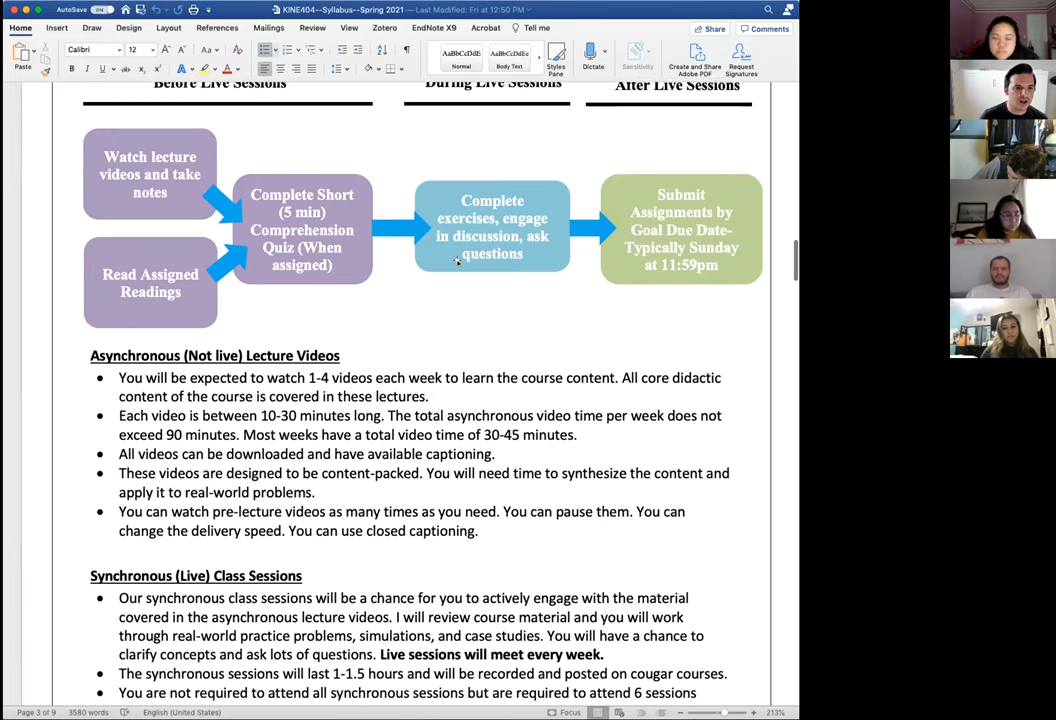 AutoSave
KINE404--Syllabus--Spring 2021 — Last Modified: Fri at 12:50 PM
Home Insert Draw Design Layout References Mailings Review View Zotero EndNote X9 Acrobat Tell me
Share Comments
Paste
Calibri 12
AaBbCcDdE Normal
AaBbCcDdEe Body Text
Styles Pane
Dictate
Sensitivity
Create and Share Adobe PDF
Request Signatures
Before Live Sessions
During Live Sessions
After Live Sessions
Watch lecture
videos and take
notes
Read Assigned
Readings
Complete Short
(5 min)
Comprehension
Quiz (When
assigned)
Complete
exercises, engage
in discussion, ask
questions
Submit
Assignments by
Goal Due Date-
Typically Sunday
at 11:59pm
Asynchronous (Not live) Lecture Videos
• You will be expected to watch 1-4 videos each week to learn the course content. All core didactic
content of the course is covered in these lectures.
• Each video is between 10-30 minutes long. The total asynchronous video time per week does not
exceed 90 minutes. Most weeks have a total video time of 30-45 minutes.
• All videos can be downloaded and have available captioning.
• These videos are designed to be content-packed. You will need time to synthesize the content and
apply it to real-world problems.
• You can watch pre-lecture videos as many times as you need. You can pause them. You can
change the delivery speed. You can use closed captioning.
Synchronous (Live) Class Sessions
• Our synchronous class sessions will be a chance for you to actively engage with the material
covered in the asynchronous lecture videos. I will review course material and you will work
through real-world practice problems, simulations, and case studies. You will have a chance to
clarify concepts and ask lots of questions. Live sessions will meet every week.
• The synchronous sessions will last 1-1.5 hours and will be recorded and posted on cougar courses.
• You are not required to attend all synchronous sessions but are required to attend 6 sessions
Page 3 of 9 3580 words English (United States) Focus 213%